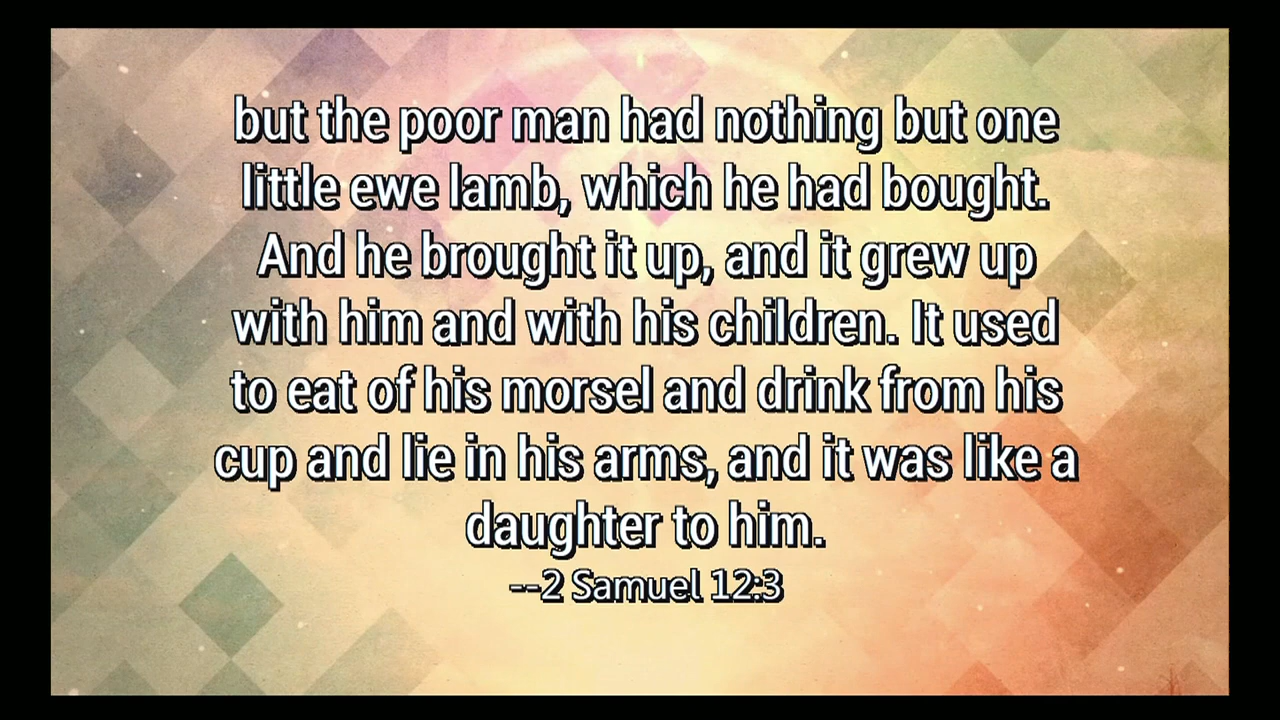 but the poor man had nothing but one
little ewe lamb, which he had bought.
And he brought it up, and it grew up
with him and with his children. It used
to eat of his morsel and drink from his
cup and lie in his arms, and it was like a
daughter to him.
--2 Samuel 12:3